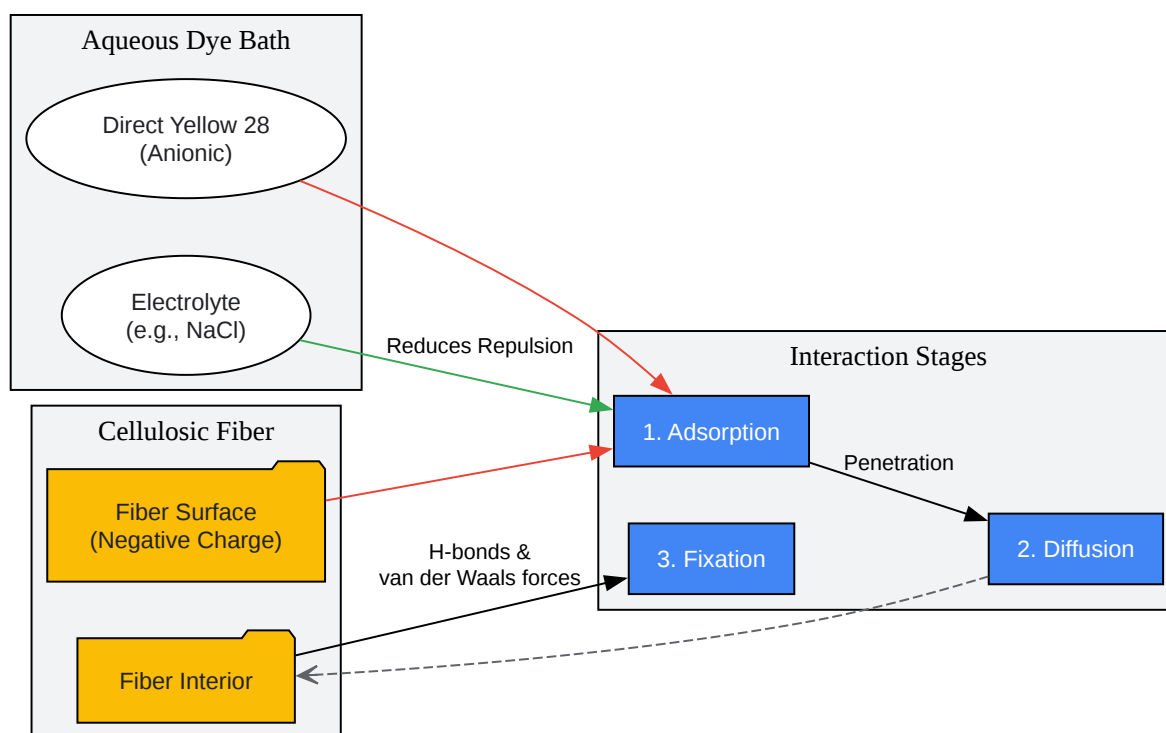 Aqueous Dye Bath
Direct Yellow 28
(Anionic)
Electrolyte
(e.g., NaCl)
Reduces Repulsion
Interaction Stages
1. Adsorption
Penetration
2. Diffusion
3. Fixation
Cellulosic Fiber
Fiber Surface
(Negative Charge)
H-bonds &
van der Waals forces
Fiber Interior